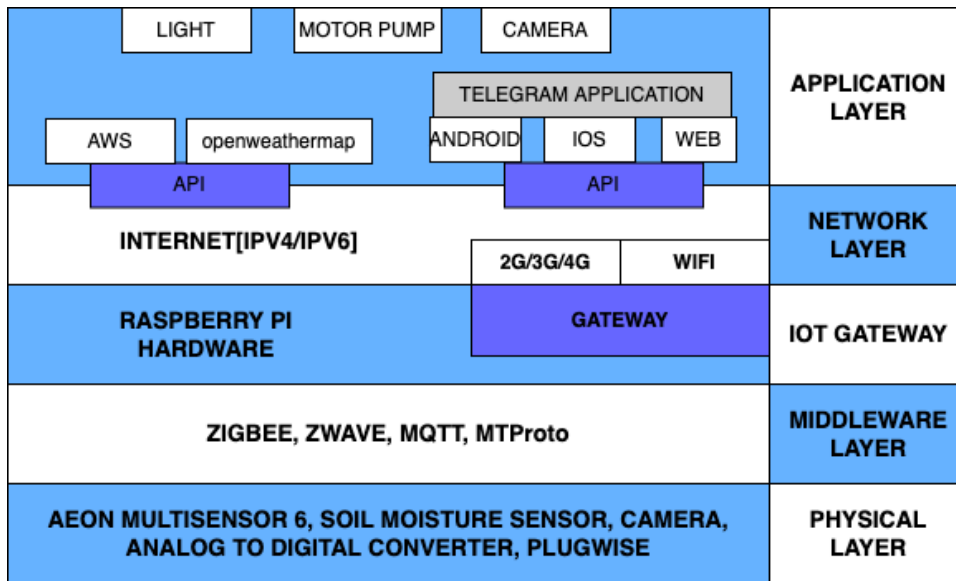 LIGHT
MOTOR PUMP
CAMERA
TELEGRAM APPLICATION
AWS
openweathermap
ANDROID
IOS
WEB
API
API
APPLICATION
LAYER
INTERNET[IPV4/IPV6]
2G/3G/4G
WIFI
NETWORK
LAYER
RASPBERRY PI
HARDWARE
GATEWAY
IOT GATEWAY
ZIGBEE, ZWAVE, MQTT, MTProto
MIDDLEWARE
LAYER
AEON MULTISENSOR 6, SOIL MOISTURE SENSOR, CAMERA,
ANALOG TO DIGITAL CONVERTER, PLUGWISE
PHYSICAL
LAYER